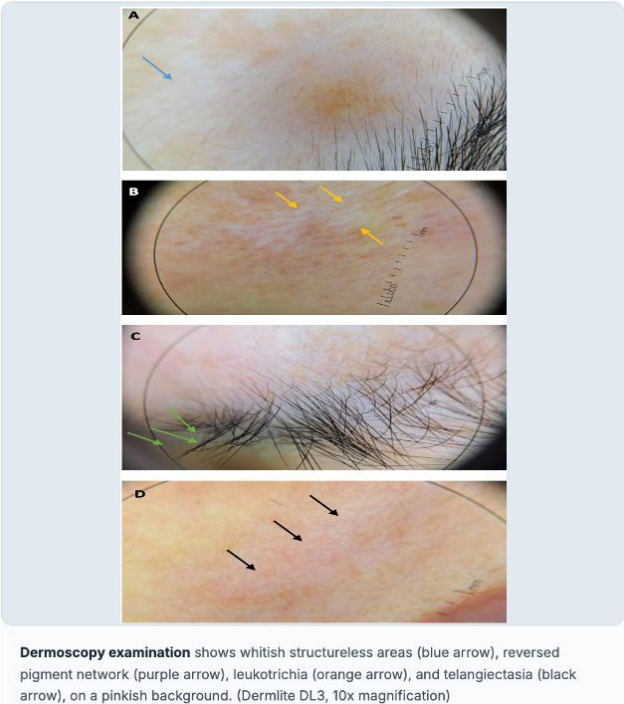 A
B
C
D
Dermoscopy examination shows whitish structureless areas (blue arrow), reversed
pigment network (purple arrow), leukotrichia (orange arrow), and telangiectasia (black
arrow), on a pinkish background. (Dermlite DL3, 10x magnification)